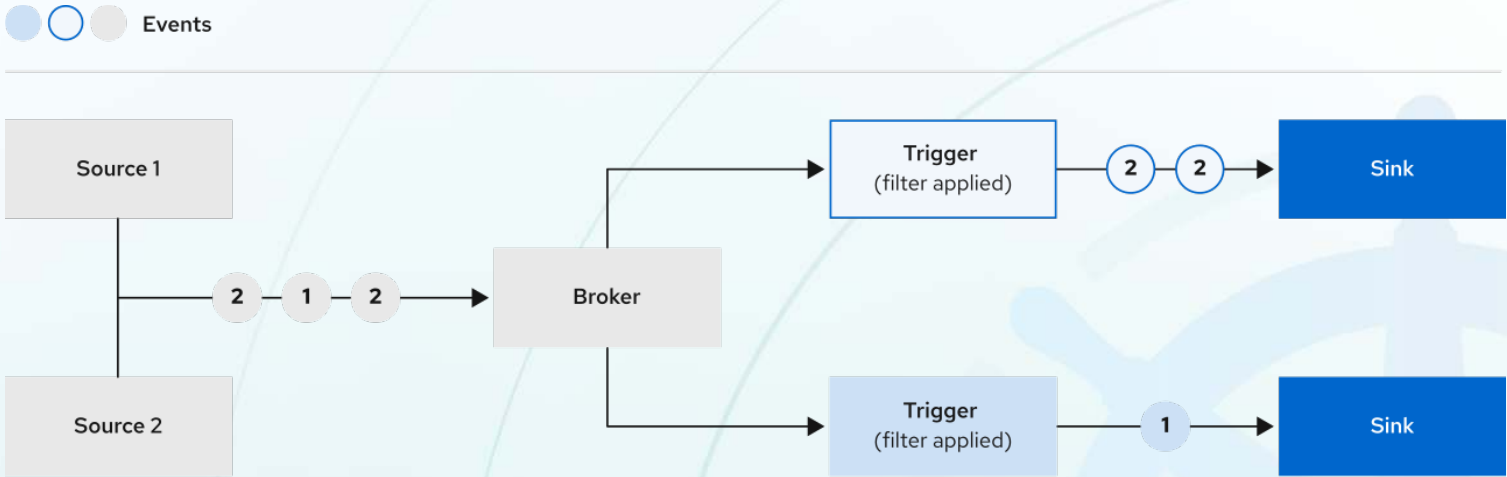 Events
Source 1
Trigger
(filter applied)
2 2
Sink
2 1 2
Broker
Source 2
Trigger
(filter applied)
1
Sink